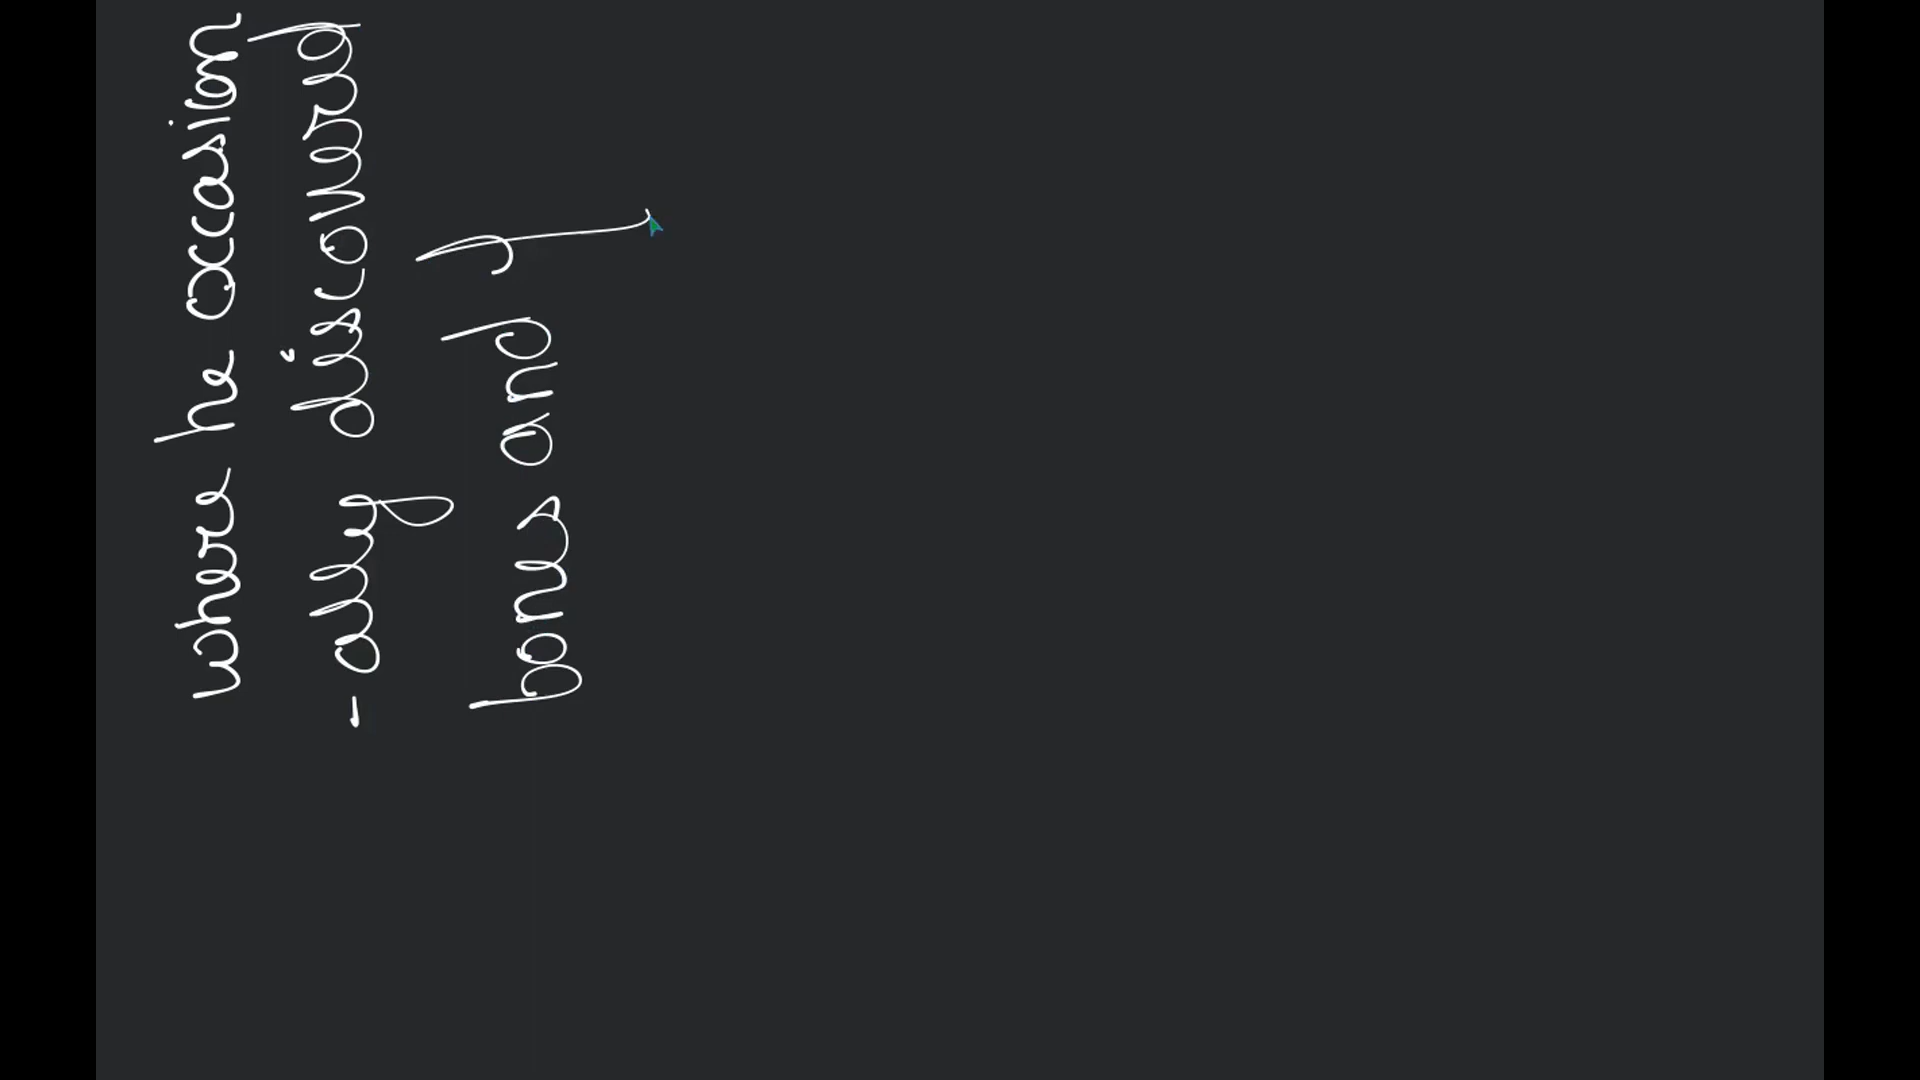 where he occasion
-ally discovered
bones and f